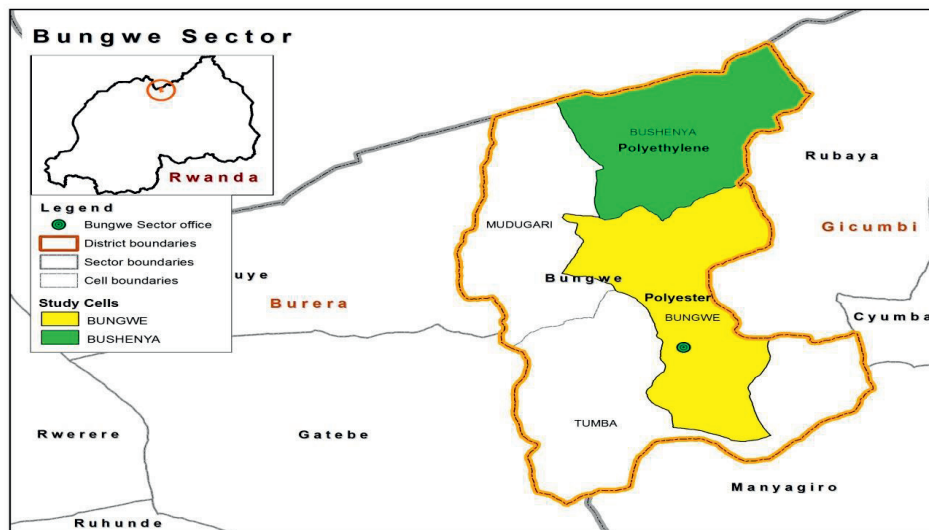 Bungwe Sector
Rwanda
Legend
Bungwe Sector office
District boundaries
Sector boundaries
Cell boundaries
Study Cells
BUNGWE
BUSHENYA
BUSHENYA
Polyethylene
Rubaya
MUDUGARI
Gicumbi
uye
Bungwe
Burera
Polyester
BUNGWE
Cyumba
TUMBA
Rwerere
Gatebe
Manyagiro
Ruhunde